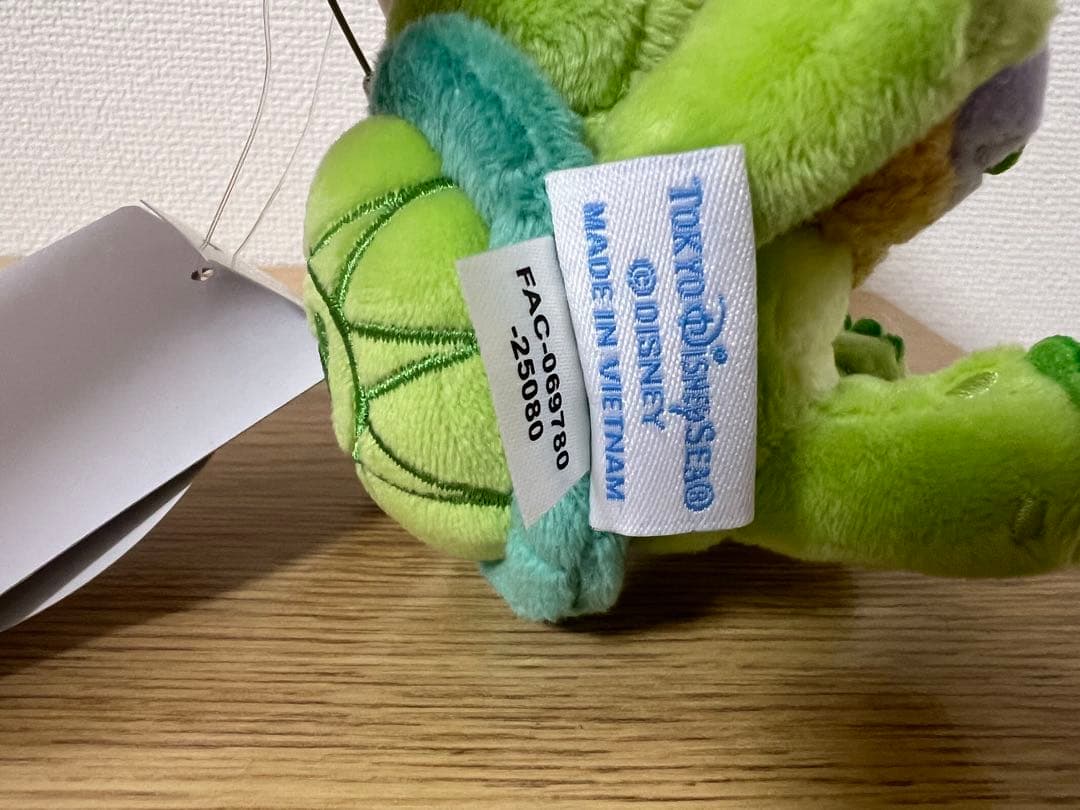 TOKYO DISNEYSEA®
©DISNEY
MADE IN VIETNAM
FAC-069780
-25080